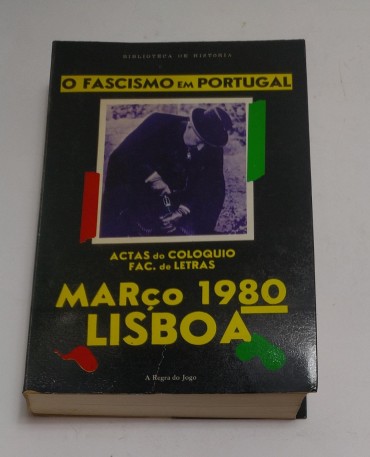 BIBLIOTECA DE HISTÓRIA
O FASCISMO EM PORTUGAL
ACTAS do COLOQUIO
FAC. de LETRAS
MARço 1980
LISBOA
A Regra do Jogo